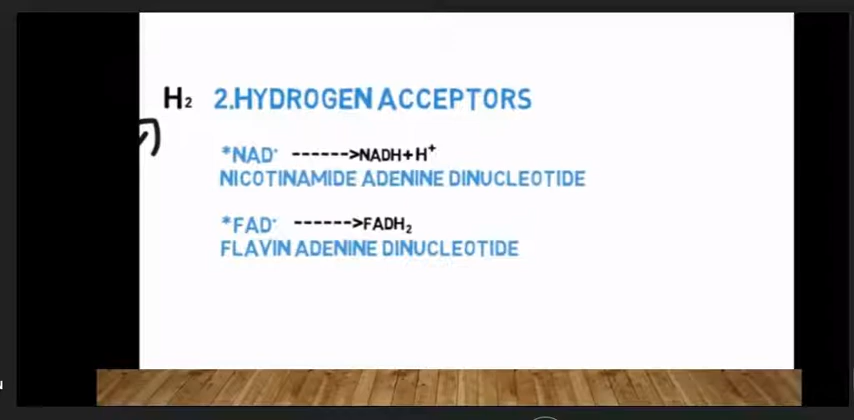 H₂ 2.HYDROGEN ACCEPTORS
*NAD⁺ ------>NADH+H⁺
NICOTINAMIDE ADENINE DINUCLEOTIDE
*FAD⁺ ------>FADH₂
FLAVIN ADENINE DINUCLEOTIDE